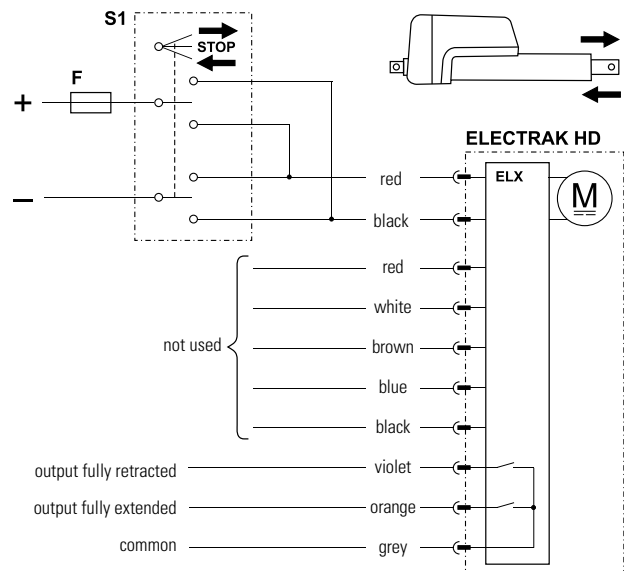 S1
STOP
F
+
−
ELECTRAK HD
ELX
M
red
black
not used
red
white
brown
blue
black
output fully retracted violet
output fully extended orange
common grey